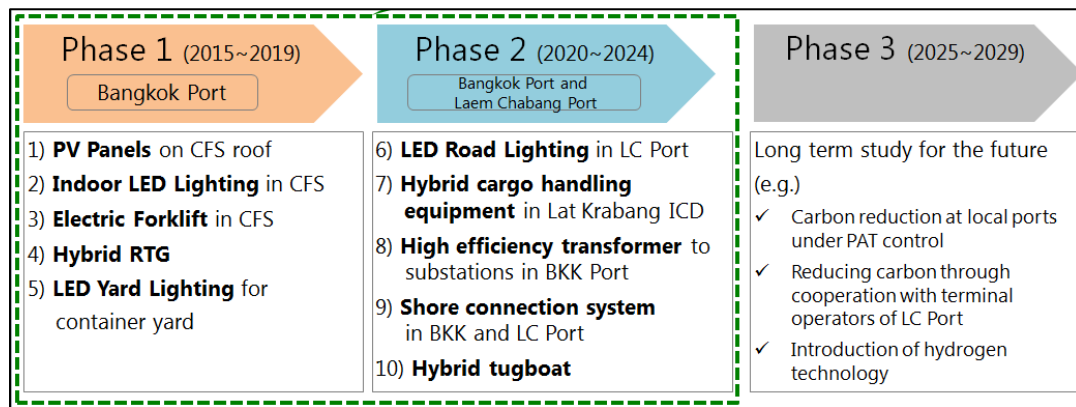 Phase 1 (2015~2019)
Bangkok Port
1) PV Panels on CFS roof
2) Indoor LED Lighting in CFS
3) Electric Forklift in CFS
4) Hybrid RTG
5) LED Yard Lighting for
container yard
Phase 2 (2020~2024)
Bangkok Port and
Laem Chabang Port
6) LED Road Lighting in LC Port
7) Hybrid cargo handling
equipment in Lat Krabang ICD
8) High efficiency transformer to
substations in BKK Port
9) Shore connection system
in BKK and LC Port
10) Hybrid tugboat
Phase 3 (2025~2029)
Long term study for the future
(e.g.)
✓ Carbon reduction at local ports
under PAT control
✓ Reducing carbon through
cooperation with terminal
operators of LC Port
✓ Introduction of hydrogen
technology